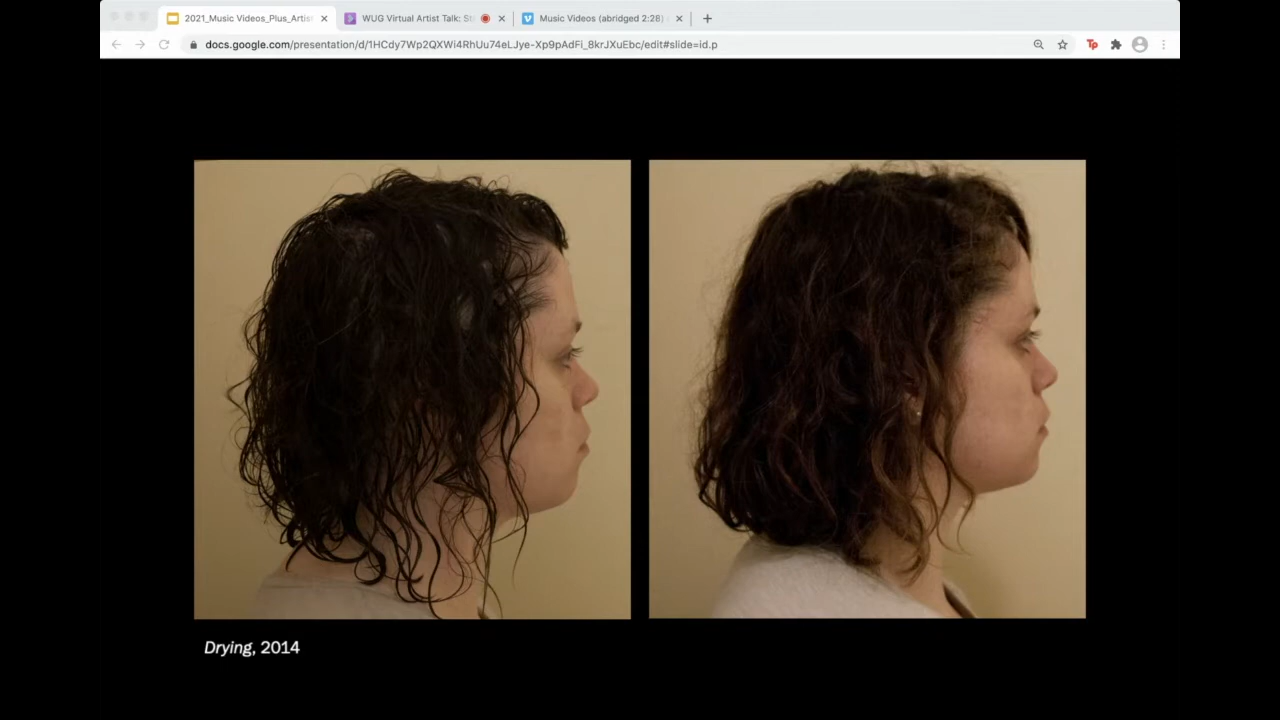 2021_Music Videos_Plus_Artis
WUG Virtual Artist Talk: St
Music Videos (abridged 2:28)
docs.google.com/presentation/d/1HCdy7Wp2QXWi4RhUu74eLJye-Xp9pAdFi_8krJXuEbc/edit#slide=id.p
Tp
Drying, 2014